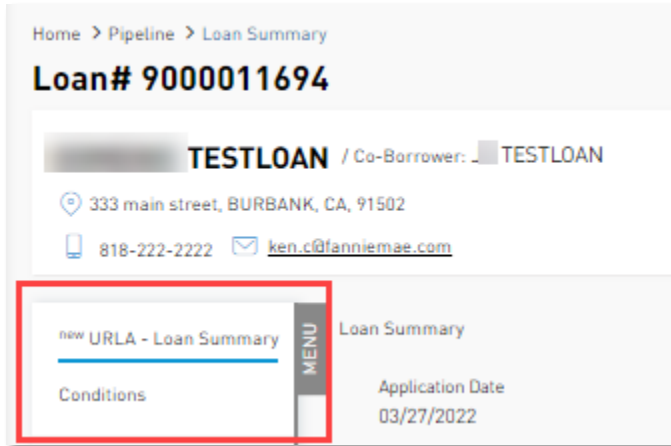 Home > Pipeline > Loan Summary
Loan# 9000011694
TESTLOAN / Co-Borrower: TESTLOAN
333 main street, BURBANK, CA, 91502
818-222-2222 ken.c@fanniemae.com
new URLA - Loan Summary
MENU
Loan Summary
Conditions
Application Date
03/27/2022